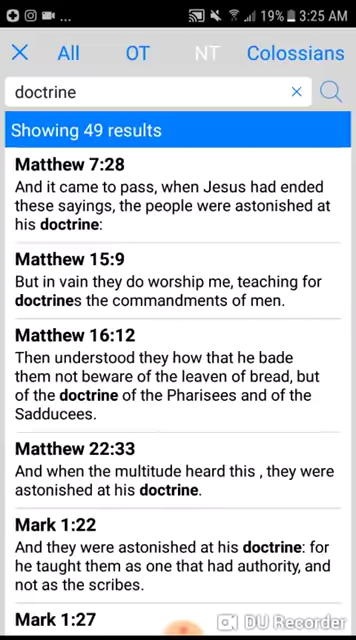 ... 19% 3:25 AM
All OT NT Colossians
doctrine
Showing 49 results
Matthew 7:28
And it came to pass, when Jesus had ended
these sayings, the people were astonished at
his doctrine:
Matthew 15:9
But in vain they do worship me, teaching for
doctrines the commandments of men.
Matthew 16:12
Then understood they how that he bade
them not beware of the leaven of bread, but
of the doctrine of the Pharisees and of the
Sadducees.
Matthew 22:33
And when the multitude heard this , they were
astonished at his doctrine.
Mark 1:22
And they were astonished at his doctrine: for
he taught them as one that had authority, and
not as the scribes.
Mark 1:27
DU Recorder